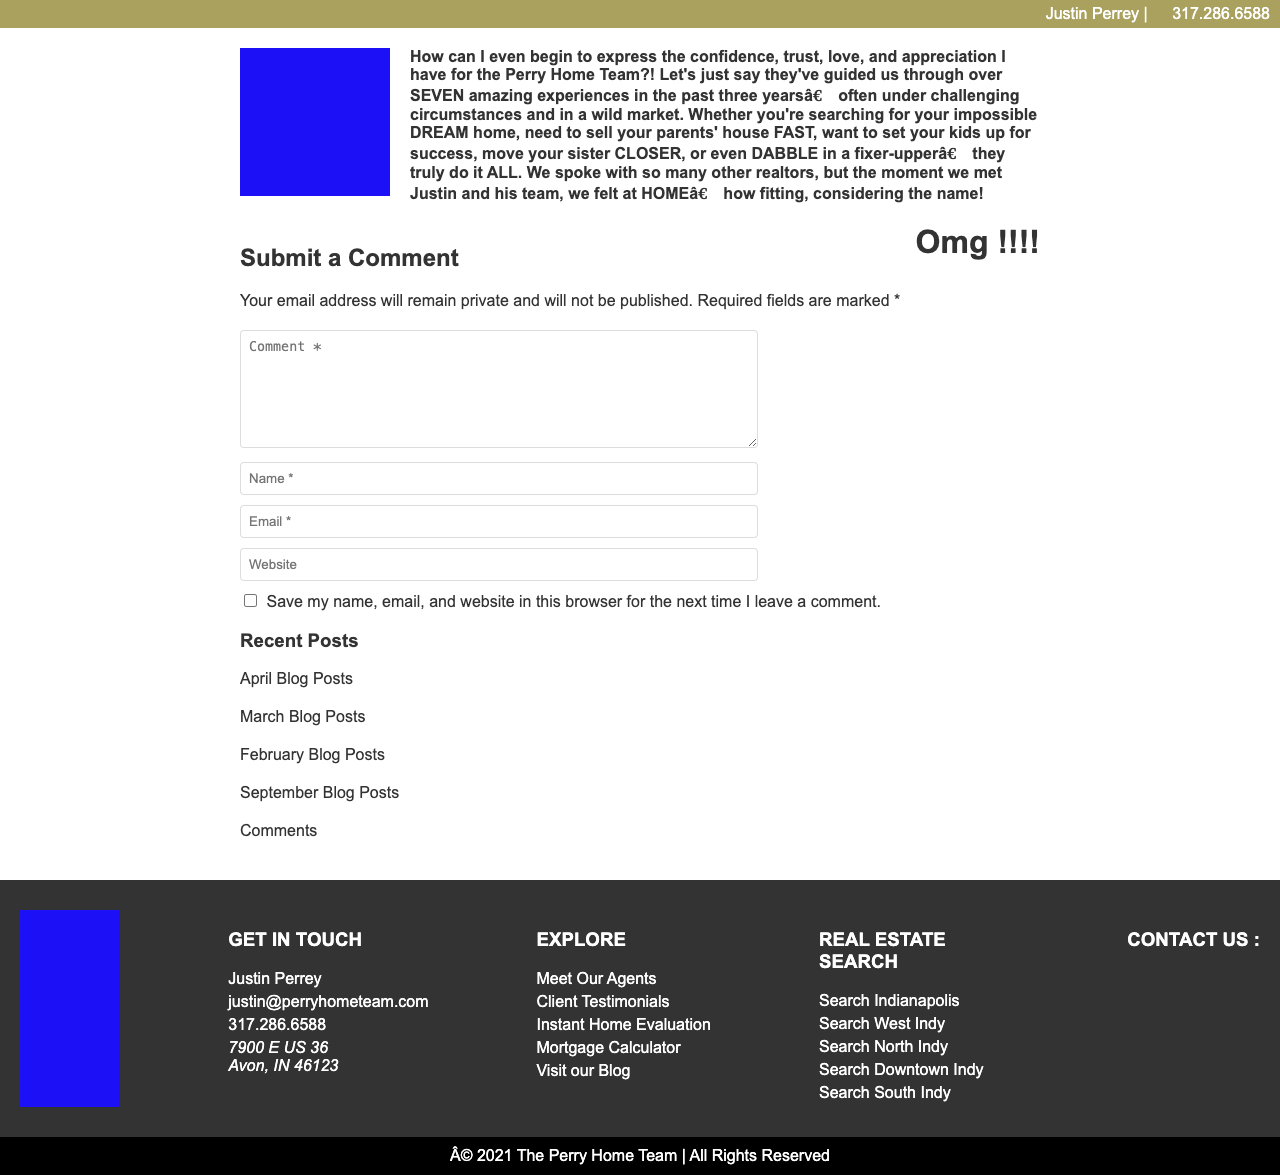 Justin Perrey | 317.286.6588
How can I even begin to express the confidence, trust, love, and appreciation I
have for the Perry Home Team?! Let's just say they've guided us through over
SEVEN amazing experiences in the past three yearsâ€ often under challenging
circumstances and in a wild market. Whether you're searching for your impossible
DREAM home, need to sell your parents' house FAST, want to set your kids up for
success, move your sister CLOSER, or even DABBLE in a fixer-upperâ€ they
truly do it ALL. We spoke with so many other realtors, but the moment we met
Justin and his team, we felt at HOMEâ€ how fitting, considering the name!
Omg !!!!
Submit a Comment
Your email address will remain private and will not be published. Required fields are marked *
Comment *
Name *
Email *
Website
Save my name, email, and website in this browser for the next time I leave a comment.
Recent Posts
April Blog Posts
March Blog Posts
February Blog Posts
September Blog Posts
Comments
GET IN TOUCH
Justin Perrey
justin@perryhometeam.com
317.286.6588
7900 E US 36
Avon, IN 46123
EXPLORE
Meet Our Agents
Client Testimonials
Instant Home Evaluation
Mortgage Calculator
Visit our Blog
REAL ESTATE
SEARCH
Search Indianapolis
Search West Indy
Search North Indy
Search Downtown Indy
Search South Indy
CONTACT US :
Â© 2021 The Perry Home Team | All Rights Reserved